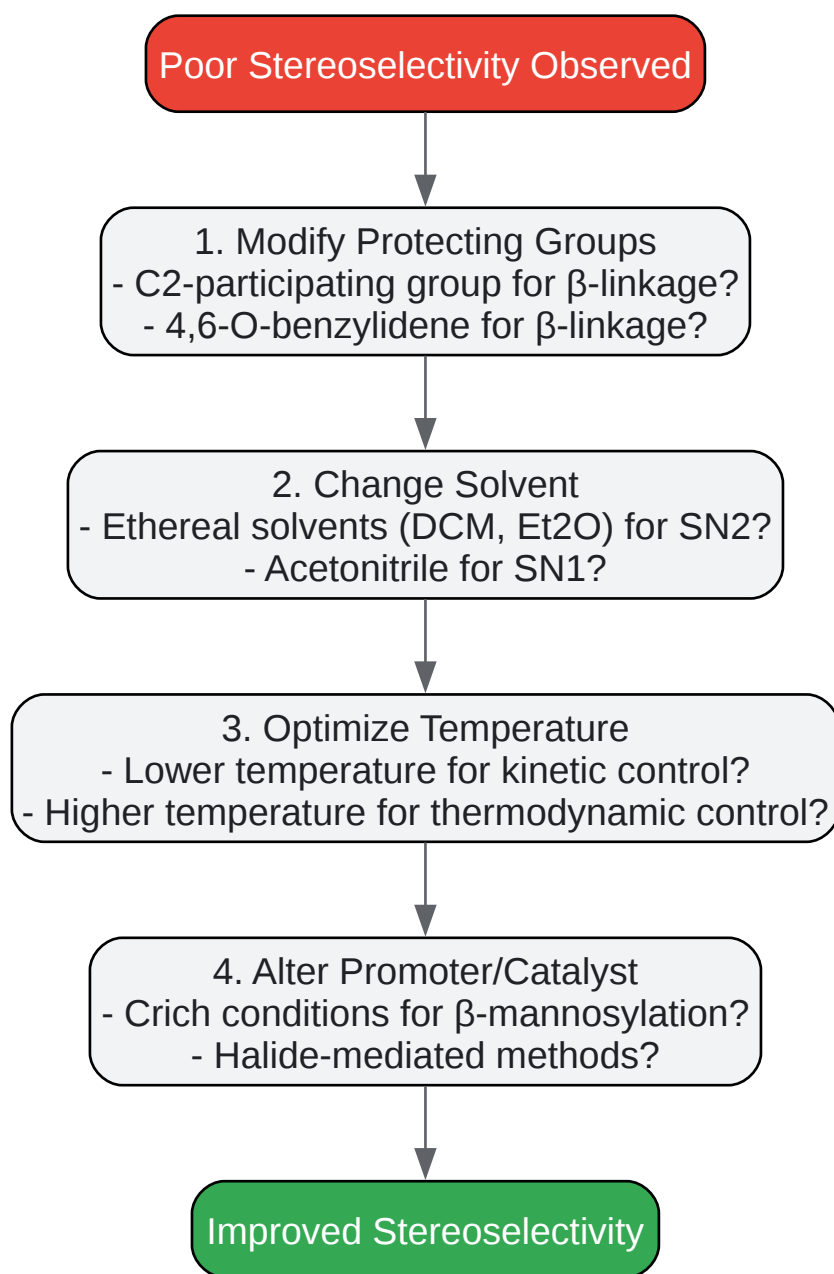 Poor Stereoselectivity Observed
1. Modify Protecting Groups
- C2-participating group for β-linkage?
- 4,6-O-benzylidene for β-linkage?
2. Change Solvent
- Ethereal solvents (DCM, Et2O) for SN2?
- Acetonitrile for SN1?
3. Optimize Temperature
- Lower temperature for kinetic control?
- Higher temperature for thermodynamic control?
4. Alter Promoter/Catalyst
- Crich conditions for β-mannosylation?
- Halide-mediated methods?
Improved Stereoselectivity